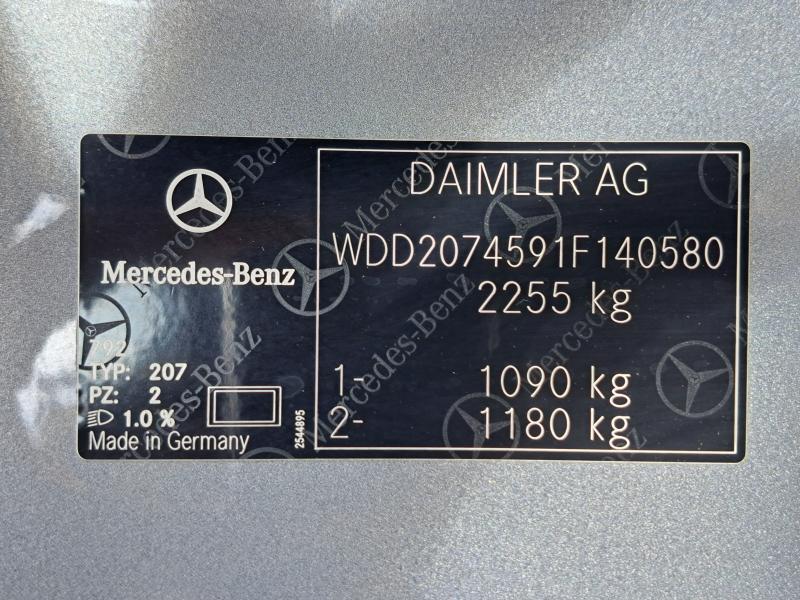 Mercedes-Benz
792
TYP: 207
PZ: 2
1.0 %
Made in Germany
2544895
DAIMLER AG
WDD2074591F140580
2255 kg
1- 1090 kg
2- 1180 kg